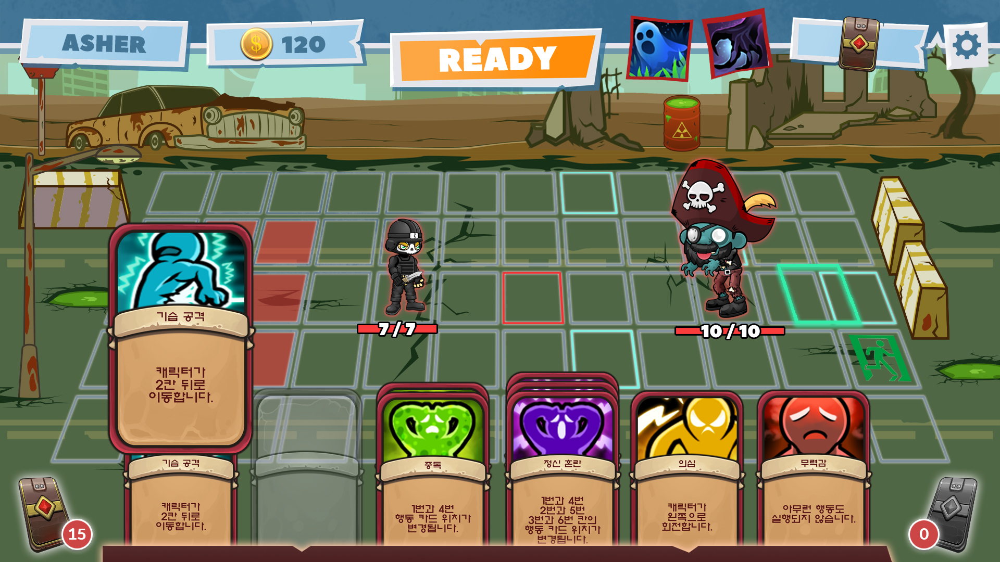 ASHER
120
READY
7/7
10/10
기습 공격
캐릭터가
2칸 뒤로
이동합니다.
기습 공격
캐릭터가
2칸 뒤로
이동합니다.
중독
1번과 4번
행동 카드 위치가
변경됩니다.
정신 혼란
1번과 4번
2번과 5번
3번과 6번 칸의
행동 카드 위치가
변경됩니다.
의심
캐릭터가
왼쪽으로
회전합니다.
무력감
아무런 행동도
실행되지 않습니다.
15
0